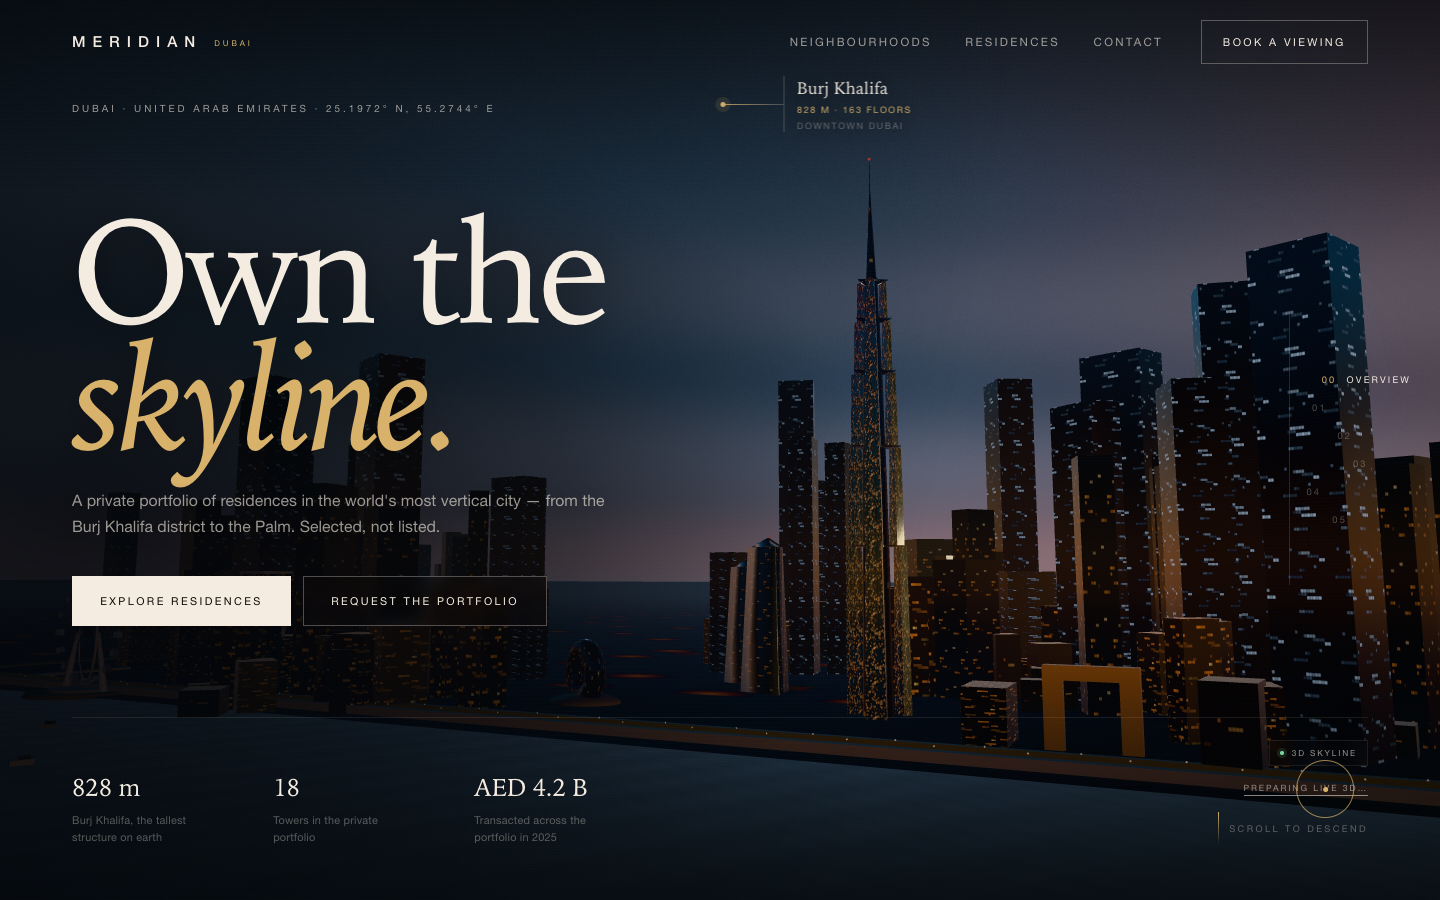 MERIDIAN DUBAI
NEIGHBOURHOODS
RESIDENCES
CONTACT
BOOK A VIEWING
DUBAI · UNITED ARAB EMIRATES · 25.1972° N, 55.2744° E
Burj Khalifa
828 M · 163 FLOORS
DOWNTOWN DUBAI
Own the
skyline.
A private portfolio of residences in the world's most vertical city — from the
Burj Khalifa district to the Palm. Selected, not listed.
EXPLORE RESIDENCES
REQUEST THE PORTFOLIO
00 OVERVIEW
01
02
03
04
05
828 m
Burj Khalifa, the tallest
structure on earth
18
Towers in the private
portfolio
AED 4.2 B
Transacted across the
portfolio in 2025
3D SKYLINE
PREPARING LIVE 3D…
SCROLL TO DESCEND